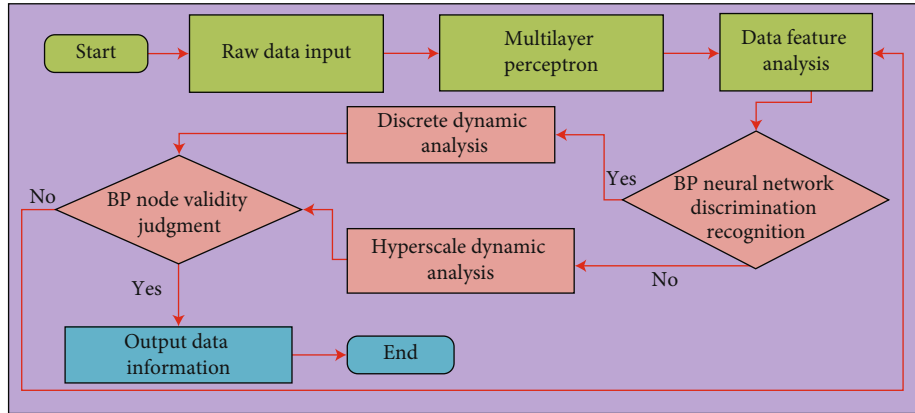 Start
Raw data input
Multilayer
perceptron
Data feature
analysis
Discrete dynamic
analysis
Yes
BP neural network
discrimination
recognition
No
BP node validity
judgment
Hyperscale dynamic
analysis
No
Yes
Output data
information
End